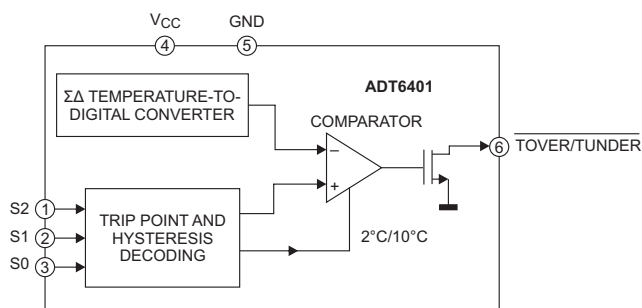 VCC GND
4 5
ΣΔ TEMPERATURE-TO-
DIGITAL CONVERTER
ADT6401
COMPARATOR
–
+
6 TOVER/TUNDER
S2 1
S1 2
S0 3
TRIP POINT AND
HYSTERESIS
DECODING
2°C/10°C